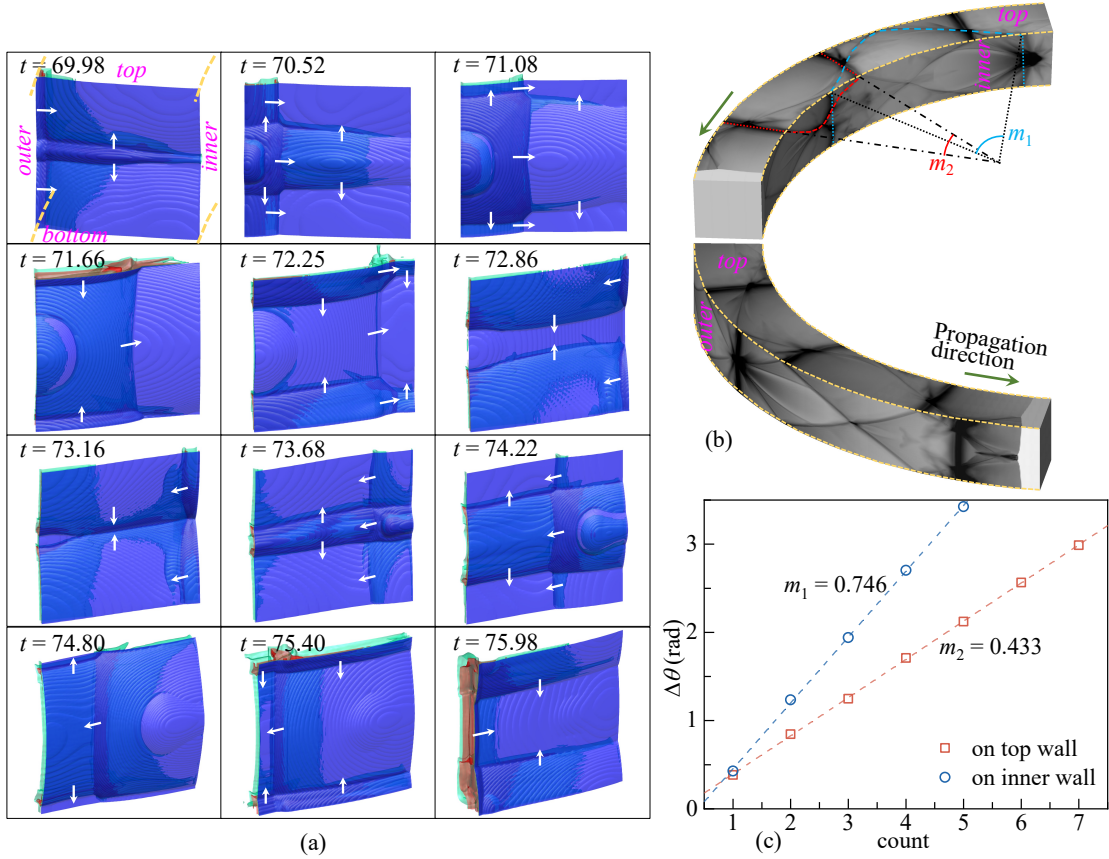 t = 69.98
top
outer
inner
bottom
t = 70.52
t = 71.08
t = 71.66
t = 72.25
t = 72.86
t = 73.16
t = 73.68
t = 74.22
t = 74.80
t = 75.40
t = 75.98
(a)
top
inner
m₁
m₂
top
outer
Propagation
direction
(b)
3
2
1
0
Δθ (rad)
m₁ = 0.746
m₂ = 0.433
on top wall
on inner wall
1 2 3 4 5 6 7
(c)
count